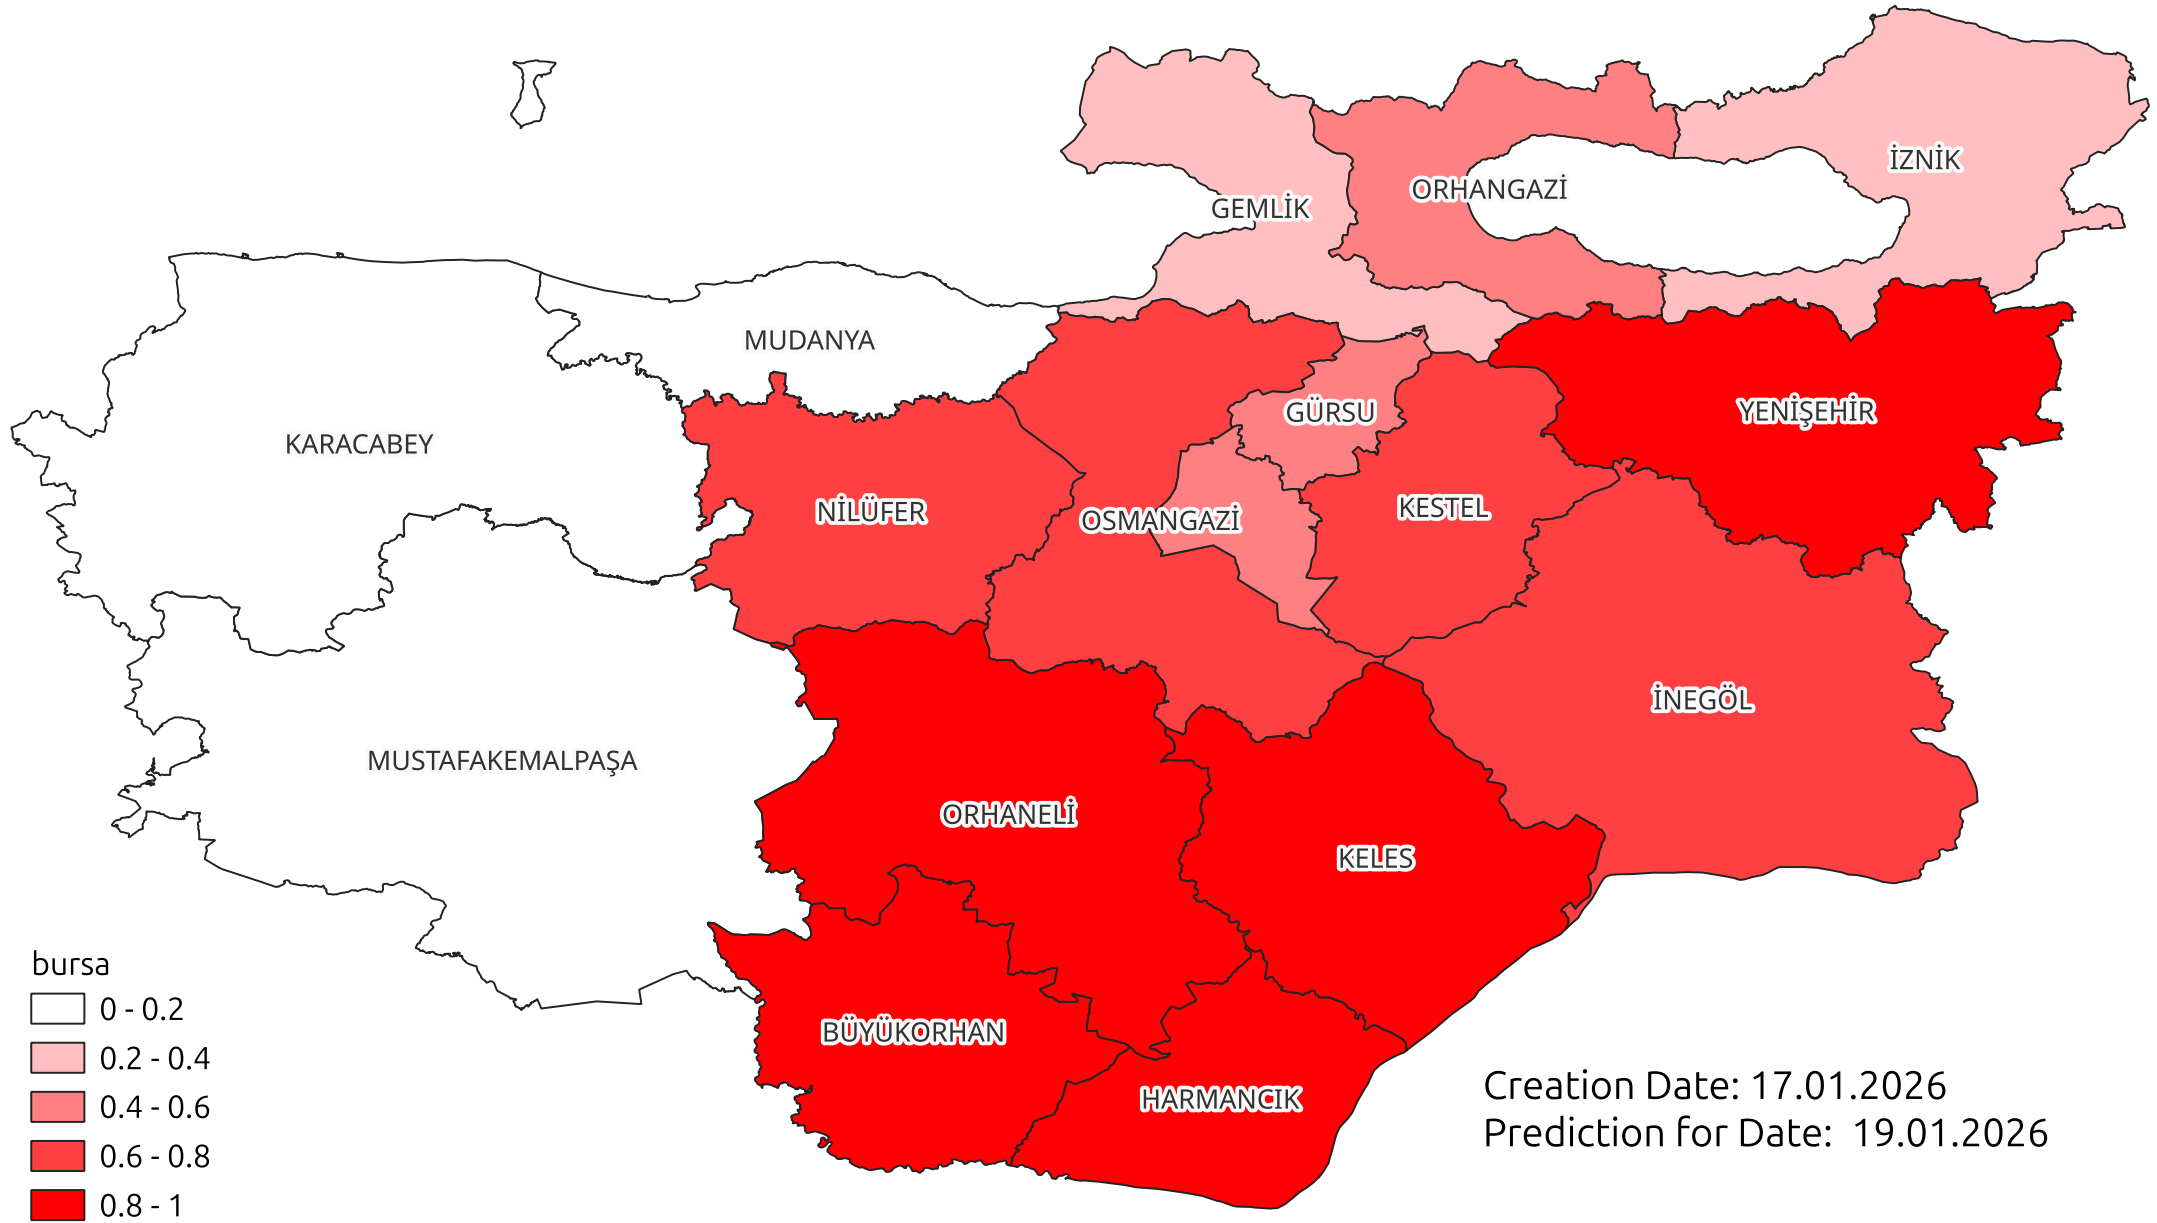 İZNİK
ORHANGAZİ
GEMLİK
MUDANYA
GÜRSU
YENİŞEHİR
KARACABEY
NİLÜFER
OSMANGAZİ
KESTEL
İNEGÖL
MUSTAFAKEMALPAŞA
ORHANELİ
KELES
BÜYÜKORHAN
HARMANCIK
bursa
0 - 0.2
0.2 - 0.4
0.4 - 0.6
0.6 - 0.8
0.8 - 1
Creation Date: 17.01.2026
Prediction for Date: 19.01.2026